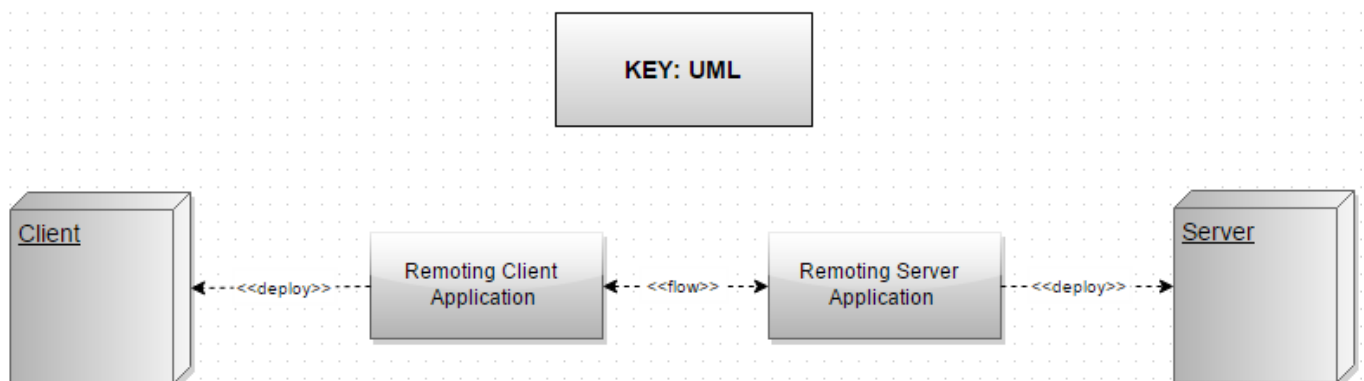 KEY: UML
Client
Server
Remoting Client
Application
Remoting Server
Application
<<deploy>>
<<flow>>
<<deploy>>